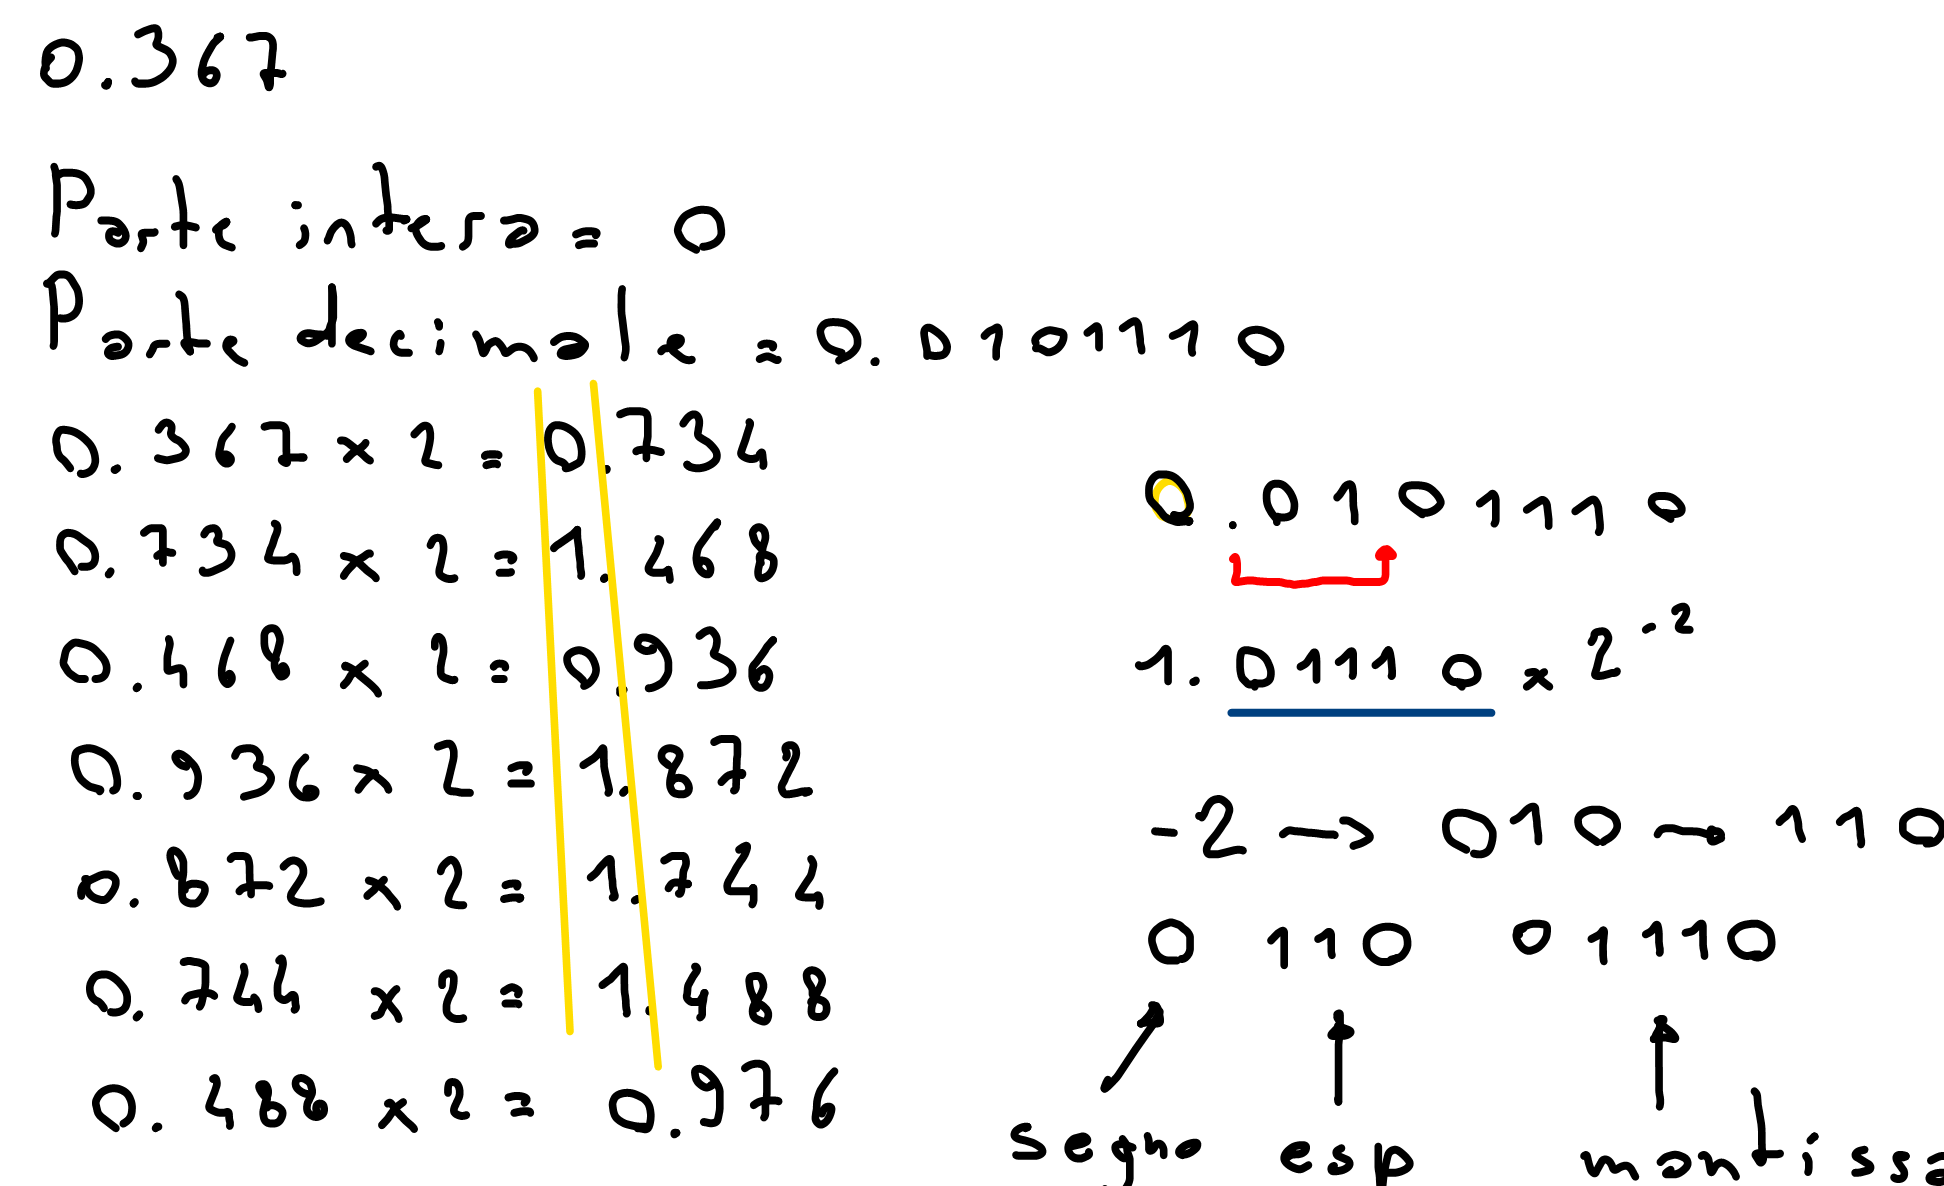 0.367
Parte intera = 0
Parte decimale = 0.0101110
0.367 x 2 = 0.734
0.734 x 2 = 1.468
0.468 x 2 = 0.936
0.936 x 2 = 1.872
0.872 x 2 = 1.744
0.744 x 2 = 1.488
0.488 x 2 = 0.976
0.0101110
1.01110 x 2⁻²
-2 → 010 → 110
0 110 01110
segno esp mantissa